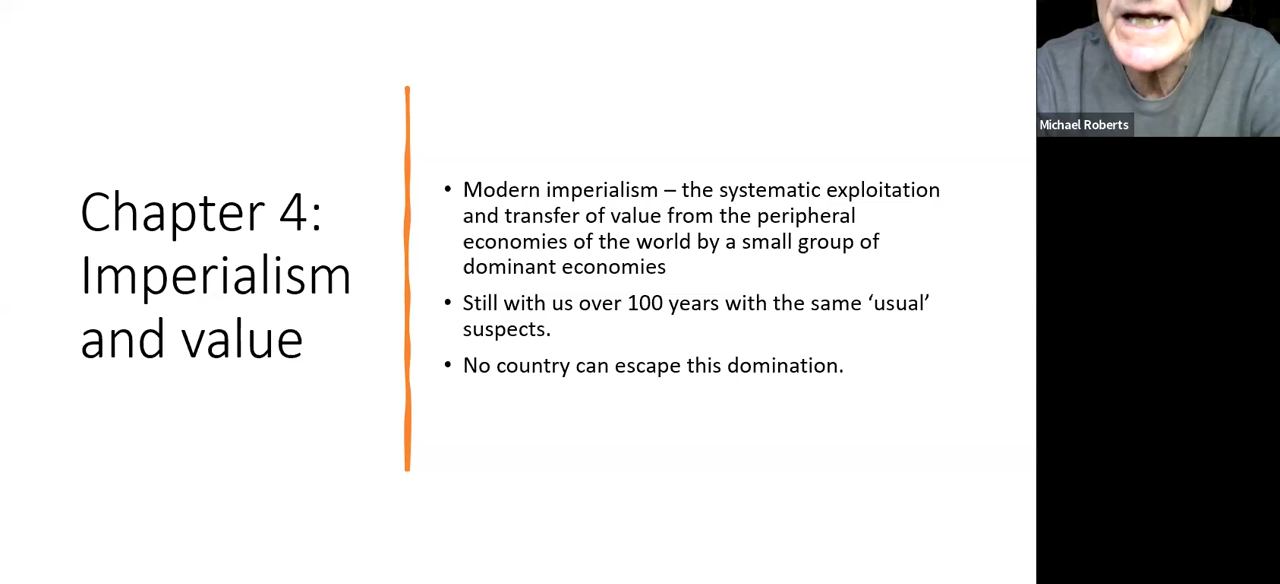 Chapter 4:
Imperialism
and value
• Modern imperialism – the systematic exploitation
and transfer of value from the peripheral
economies of the world by a small group of
dominant economies
• Still with us over 100 years with the same ‘usual’
suspects.
• No country can escape this domination.
Michael Roberts